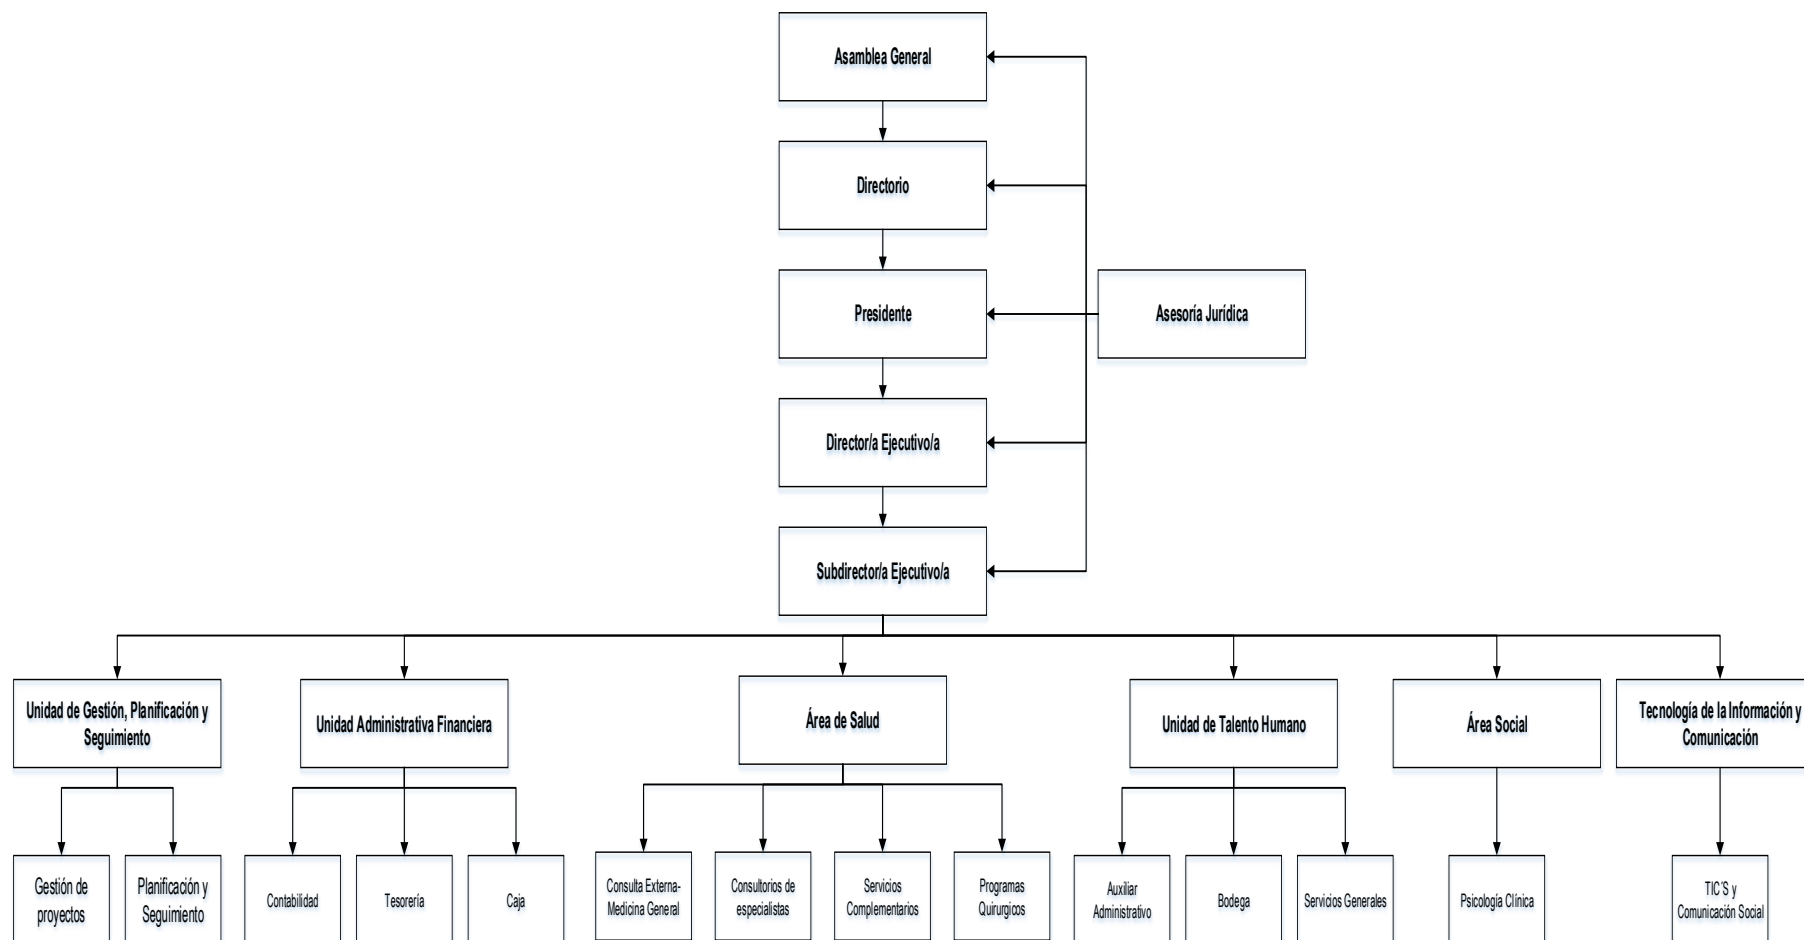 Asamblea General
Directorio
Presidente
Asesoría Jurídica
Director/a Ejecutivo/a
Subdirector/a Ejecutivo/a
Unidad de Gestión, Planificación y
Seguimiento
Unidad Administrativa Financiera
Área de Salud
Unidad de Talento Humano
Área Social
Tecnología de la Información y
Comunicación
Gestión de
proyectos
Planificación y
Seguimiento
Contabilidad
Tesorería
Caja
Consulta Externa-
Medicina General
Consultorios de
especialistas
Servicios
Complementarios
Programas
Quirurgicos
Auxiliar
Administrativo
Bodega
Servicios Generales
Psicología Clínica
TIC´S y
Comunicación Social